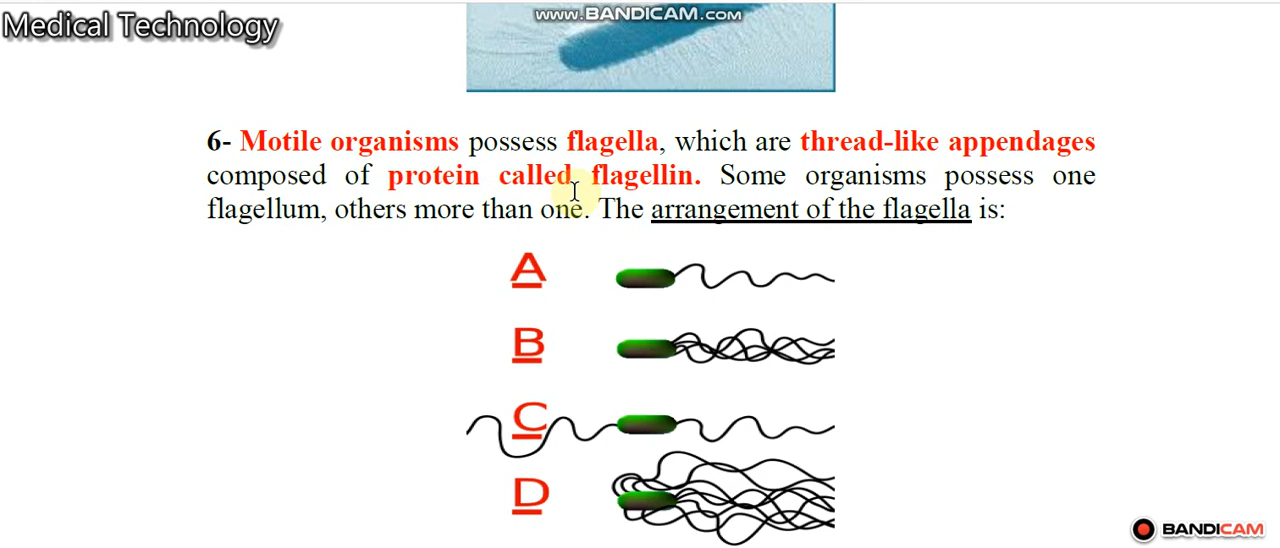 www.BANDICAM.com
Medical Technology
6- Motile organisms possess flagella, which are thread-like appendages
composed of protein called flagellin. Some organisms possess one
flagellum, others more than one. The arrangement of the flagella is:
A
B
C
D
BANDICAM